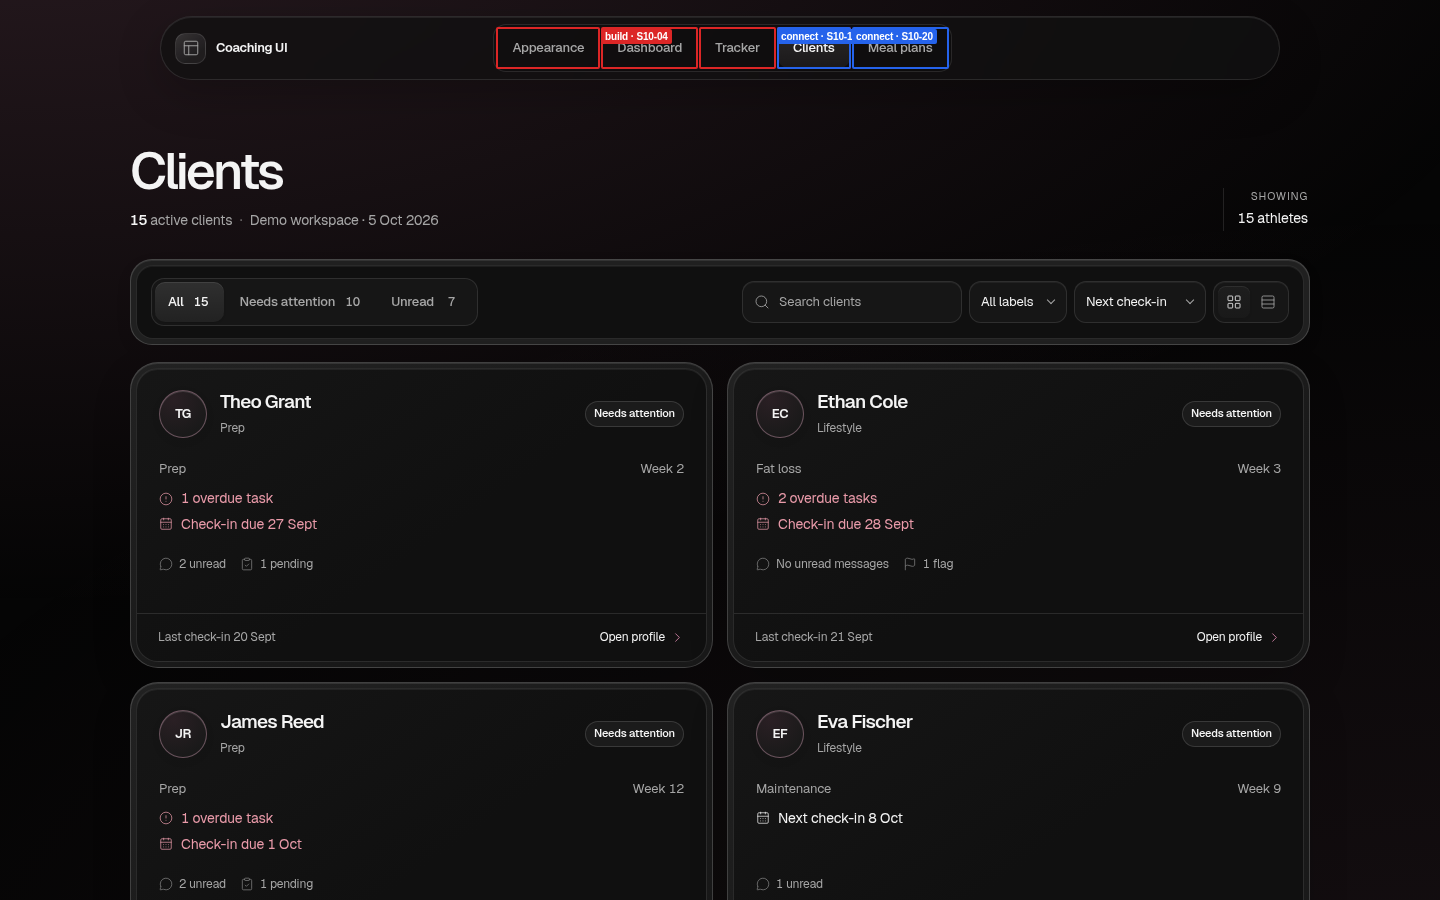 Coaching UI
Appearance
build · S10-04
Dashboard
Tracker
connect · S10-1
Clients
connect · S10-20
Meal plans
Clients
15 active clients · Demo workspace · 5 Oct 2026
SHOWING
15 athletes
All 15 Needs attention 10 Unread 7
Search clients
All labels
Next check-in
TG
Theo Grant
Prep
Needs attention
Prep
Week 2
1 overdue task
Check-in due 27 Sept
2 unread 1 pending
Last check-in 20 Sept
Open profile
EC
Ethan Cole
Lifestyle
Needs attention
Fat loss
Week 3
2 overdue tasks
Check-in due 28 Sept
No unread messages 1 flag
Last check-in 21 Sept
Open profile
JR
James Reed
Prep
Needs attention
Prep
Week 12
1 overdue task
Check-in due 1 Oct
2 unread 1 pending
EF
Eva Fischer
Lifestyle
Needs attention
Maintenance
Week 9
Next check-in 8 Oct
1 unread